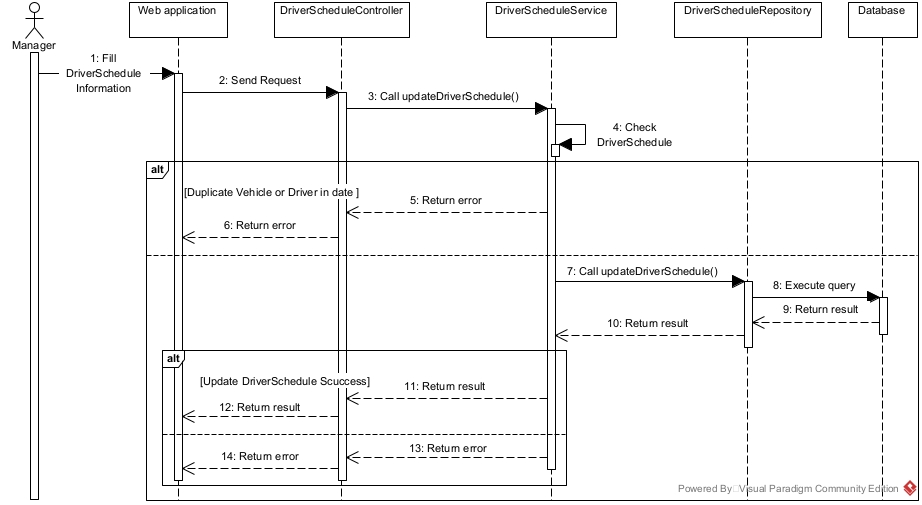 Web application
DriverScheduleController
DriverScheduleService
DriverScheduleRepository
Database
Manager
1: Fill
DriverSchedule
Information
2: Send Request
3: Call updateDriverSchedule()
4: Check
DriverSchedule
alt
[Duplicate Vehicle or Driver in date ]
5: Return error
6: Return error
7: Call updateDriverSchedule()
8: Execute query
9: Return result
10: Return result
alt
[Update DriverSchedule Scuccess]
11: Return result
12: Return result
13: Return error
14: Return error
Powered By Visual Paradigm Community Edition